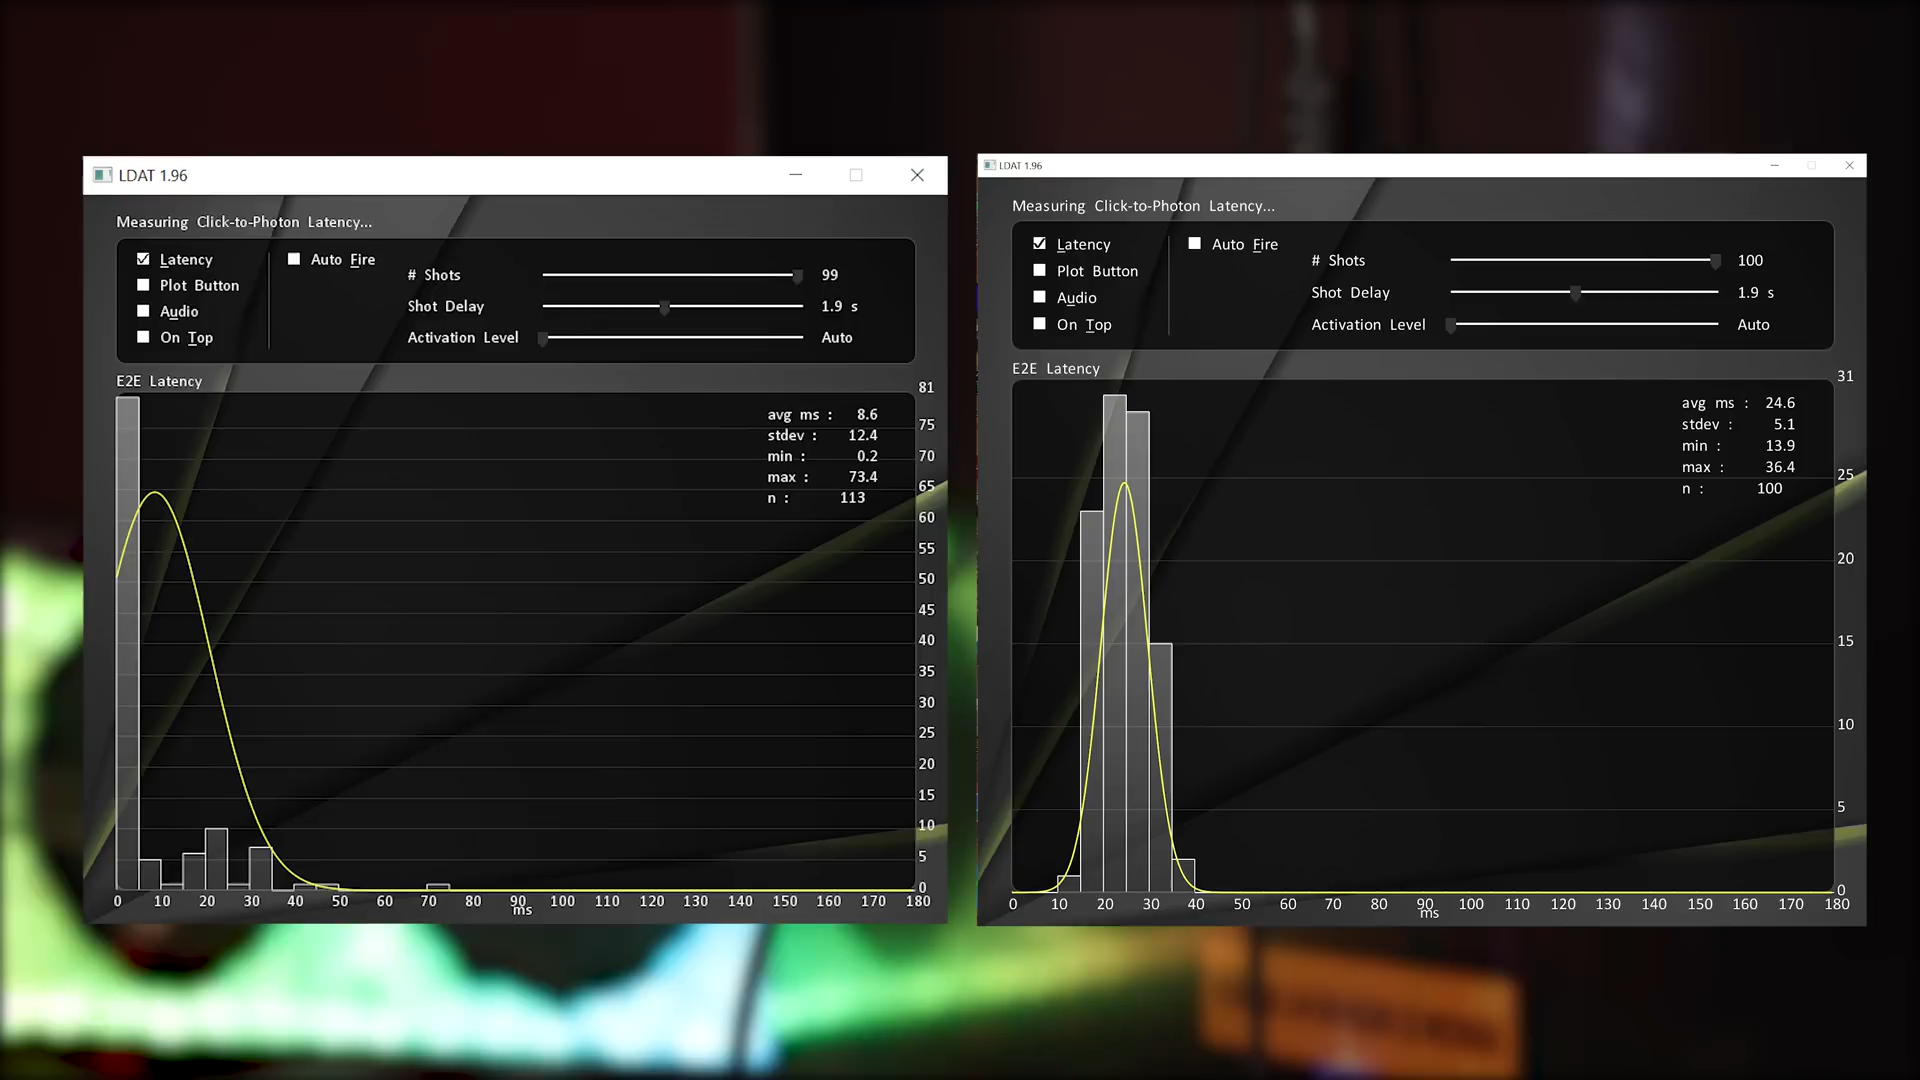 LDAT 1.96
Measuring Click-to-Photon Latency...
Latency
Plot Button
Audio
On Top
Auto Fire
# Shots 99
Shot Delay 1.9 s
Activation Level Auto
E2E Latency
avg ms : 8.6
stdev : 12.4
min : 0.2
max : 73.4
n : 113
81
75
70
65
60
55
50
45
40
35
30
25
20
15
10
5
0
0 10 20 30 40 50 60 70 80 90 100 110 120 130 140 150 160 170 180
ms
LDAT 1.96
Measuring Click-to-Photon Latency...
Latency
Plot Button
Audio
On Top
Auto Fire
# Shots 100
Shot Delay 1.9 s
Activation Level Auto
E2E Latency
avg ms : 24.6
stdev : 5.1
min : 13.9
max : 36.4
n : 100
31
25
20
15
10
5
0
0 10 20 30 40 50 60 70 80 90 100 110 120 130 140 150 160 170 180
ms